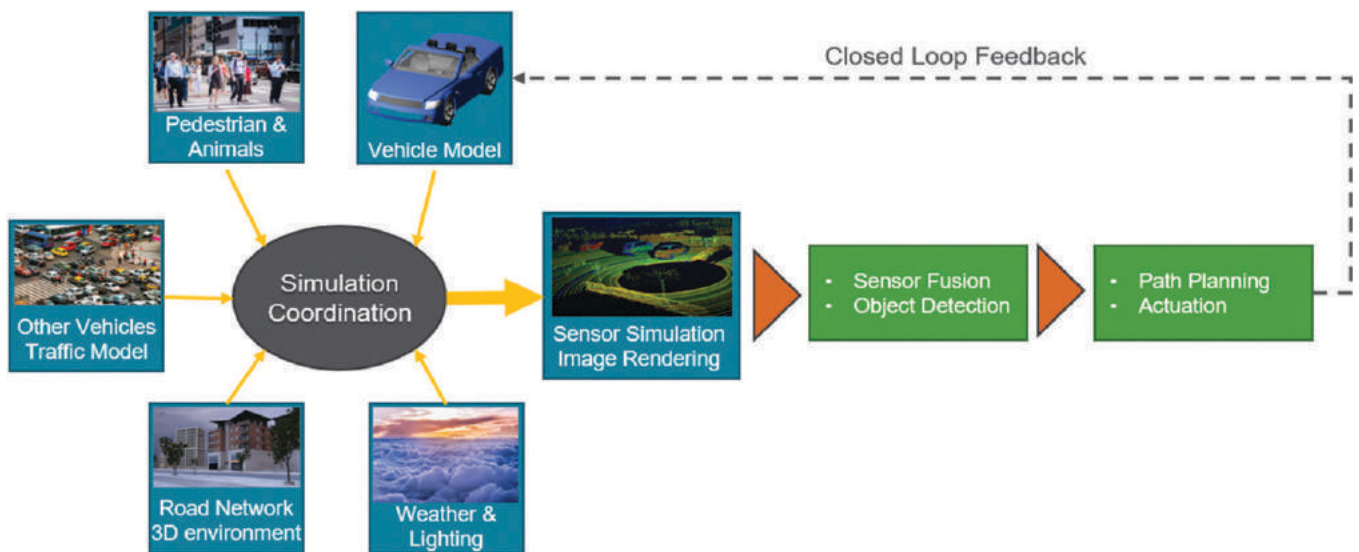 Pedestrian &
Animals
Vehicle Model
Closed Loop Feedback
Other Vehicles
Traffic Model
Simulation
Coordination
Sensor Simulation
Image Rendering
· Sensor Fusion
· Object Detection
· Path Planning
· Actuation
Road Network
3D environment
Weather &
Lighting